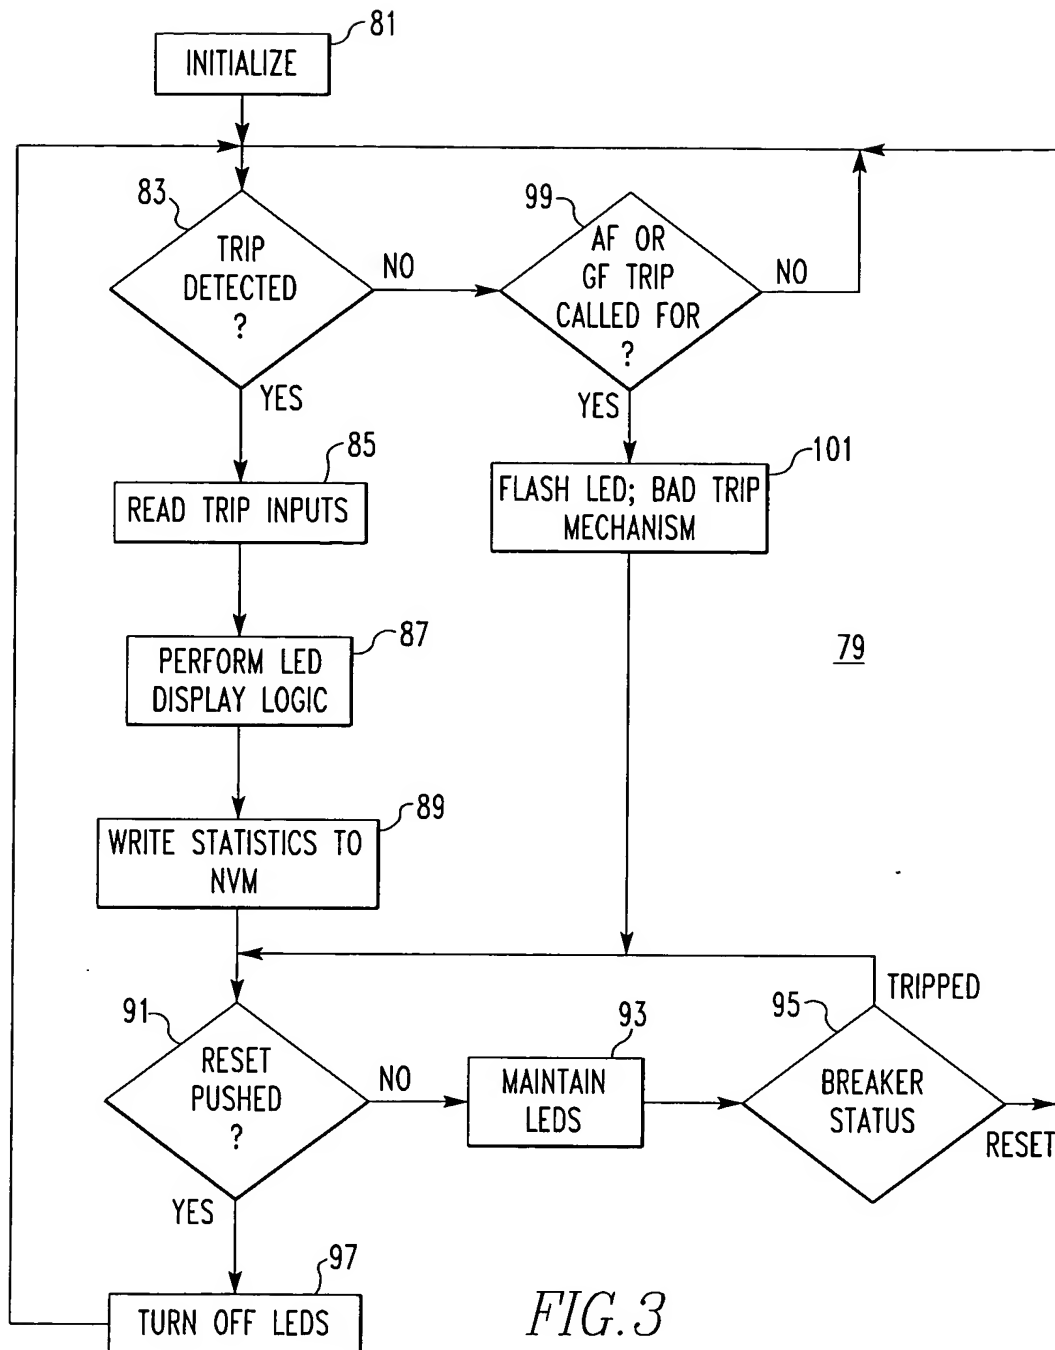 81
INITIALIZE
83
TRIP
DETECTED
?
NO
YES
99
AF OR
GF TRIP
CALLED FOR
?
NO
YES
85
READ TRIP INPUTS
101
FLASH LED; BAD TRIP
MECHANISM
87
PERFORM LED
DISPLAY LOGIC
79
89
WRITE STATISTICS TO
NVM
91
RESET
PUSHED
?
NO
YES
93
MAINTAIN
LEDS
95
TRIPPED
BREAKER
STATUS
RESET
97
TURN OFF LEDS
FIG.3